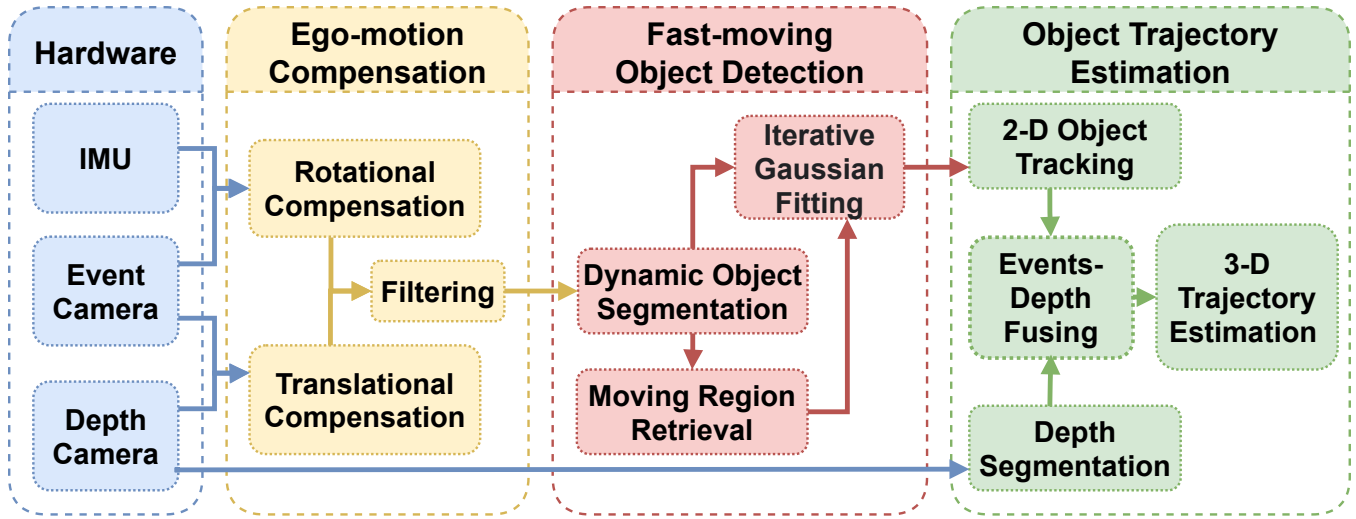 Hardware
IMU
Event
Camera
Depth
Camera
Ego-motion
Compensation
Rotational
Compensation
Filtering
Translational
Compensation
Fast-moving
Object Detection
Iterative
Gaussian
Fitting
Dynamic Object
Segmentation
Moving Region
Retrieval
Object Trajectory
Estimation
2-D Object
Tracking
Events-
Depth
Fusing
3-D
Trajectory
Estimation
Depth
Segmentation